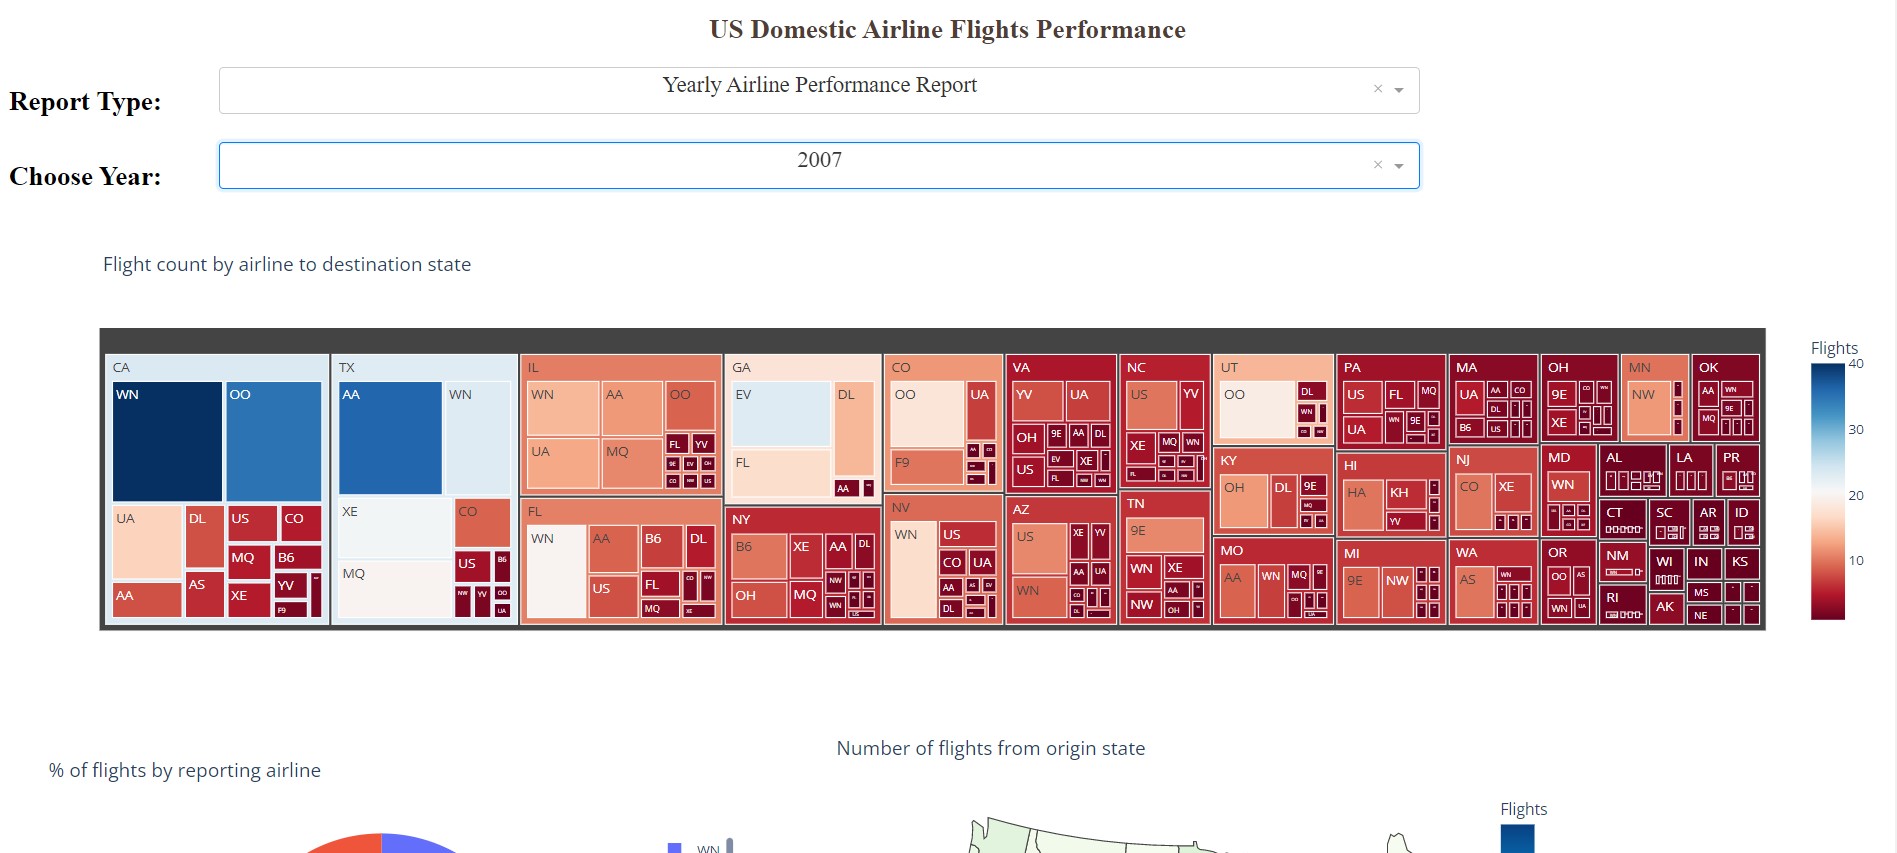 US Domestic Airline Flights Performance
Report Type:
Yearly Airline Performance Report
×
Choose Year:
2007
×
Flight count by airline to destination state
Flights
40
30
20
10
CA
WN
OO
UA
DL
US
CO
AA
AS
MQ
B6
XE
YV
F9
TX
AA
WN
XE
CO
MQ
US
B6
NW
YV
OO
UA
IL
WN
AA
OO
UA
MQ
FL
YV
9E
EV
OH
CO
NW
US
FL
WN
AA
B6
DL
US
FL
CO
NW
MQ
XE
GA
EV
DL
FL
AA
NY
B6
XE
AA
DL
OH
MQ
NW
WN
US
CO
OO
UA
F9
AA
CO
NV
WN
US
CO
UA
AA
AS
EV
DL
VA
YV
UA
OH
9E
AA
DL
US
EV
XE
FL
AZ
US
XE
YV
WN
AA
UA
CO
DL
NC
US
YV
XE
MQ
WN
FL
TN
9E
WN
XE
AA
NW
OH
UT
OO
DL
WN
KY
OH
DL
9E
MQ
MO
AA
WN
MQ
9E
OO
UA
PA
US
FL
MQ
UA
WN
9E
HI
HA
KH
YV
MI
9E
NW
MA
UA
AA
CO
DL
B6
US
NJ
CO
XE
WA
AS
WN
OH
9E
CO
WN
XE
MD
WN
OR
OO
AS
WN
UA
MN
NW
OK
AA
WN
MQ
9E
AL
LA
PR
CT
SC
AR
ID
NM
WI
IN
KS
RI
AK
MS
NE
% of flights by reporting airline
WN
Number of flights from origin state
Flights